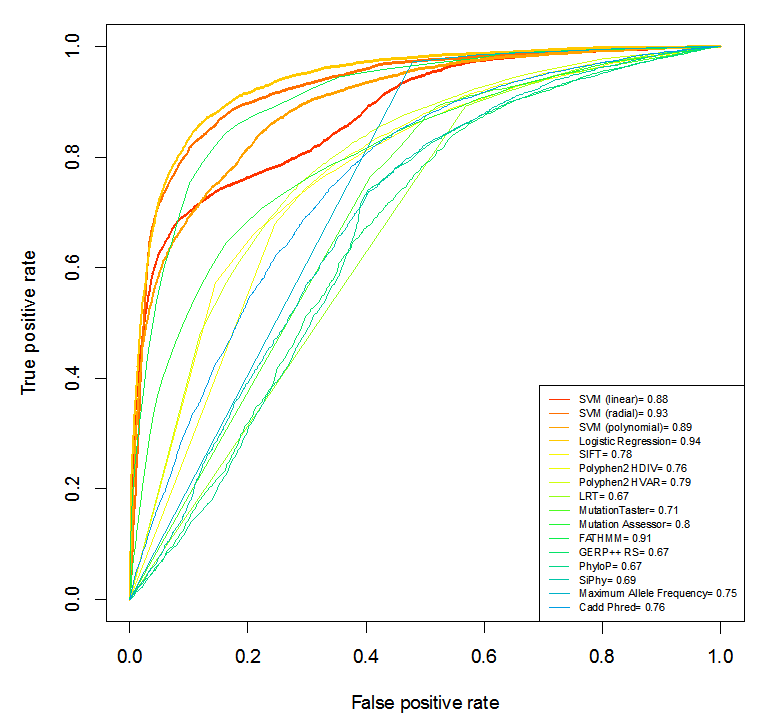 1.0
0.8
0.6
0.4
0.2
0.0
True positive rate
SVM (linear)= 0.88
SVM (radial)= 0.93
SVM (polynomial)= 0.89
Logistic Regression= 0.94
SIFT= 0.78
Polyphen2 HDIV= 0.76
Polyphen2 HVAR= 0.79
LRT= 0.67
MutationTaster= 0.71
Mutation Assessor= 0.8
FATHMM= 0.91
GERP++ RS= 0.67
PhyloP= 0.67
SiPhy= 0.69
Maximum Allele Frequency= 0.75
Cadd Phred= 0.76
0.0 0.2 0.4 0.6 0.8 1.0
False positive rate